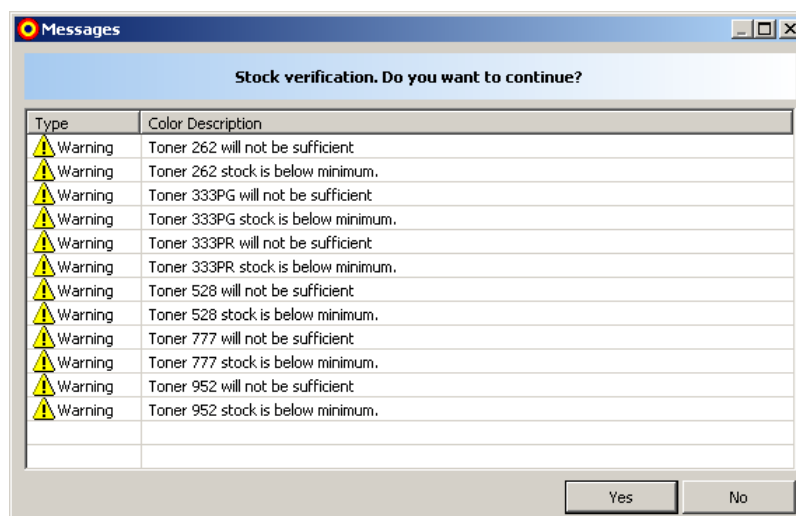 Messages
Stock verification. Do you want to continue?
Type Color Description
Warning Toner 262 will not be sufficient
Warning Toner 262 stock is below minimum.
Warning Toner 333PG will not be sufficient
Warning Toner 333PG stock is below minimum.
Warning Toner 333PR will not be sufficient
Warning Toner 333PR stock is below minimum.
Warning Toner 528 will not be sufficient
Warning Toner 528 stock is below minimum.
Warning Toner 777 will not be sufficient
Warning Toner 777 stock is below minimum.
Warning Toner 952 will not be sufficient
Warning Toner 952 stock is below minimum.
Yes No